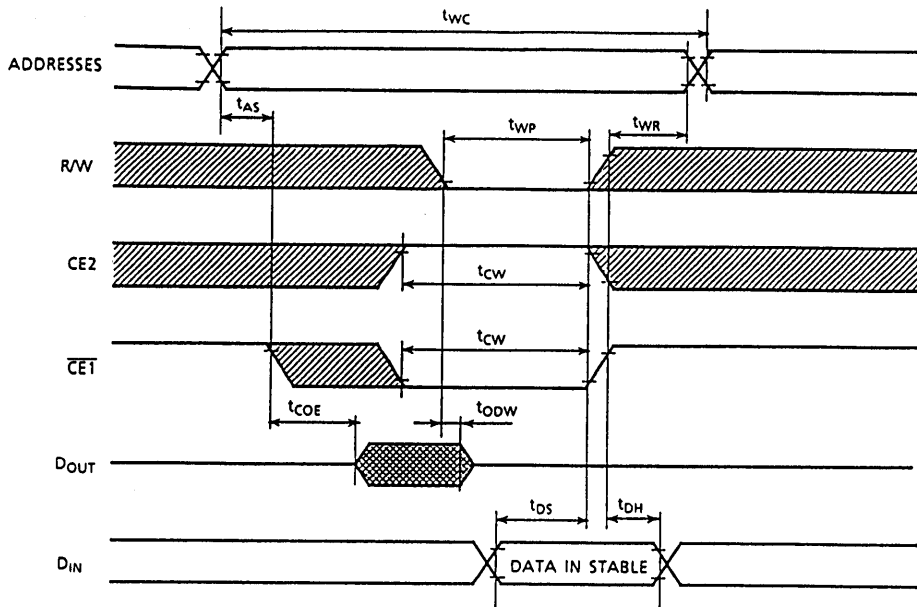 tWC
ADDRESSES
tAS
tWP
tWR
R/W
CE2
tCW
tCW
CE1
tCOE
tODW
DOUT
tDS
tDH
DIN
DATA IN STABLE